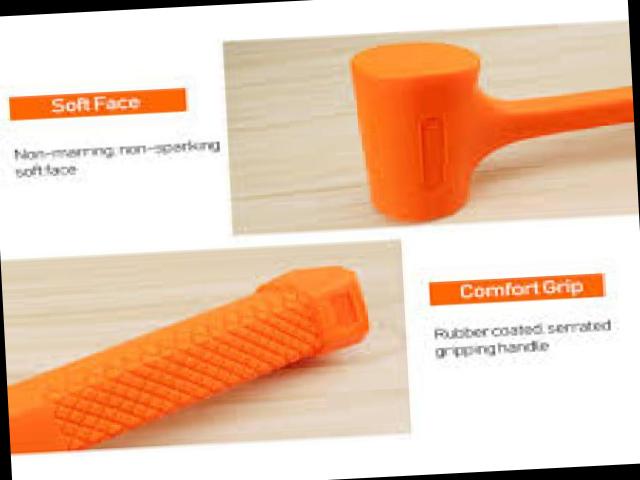 Soft Face
Non-marring, non-sparking
soft face
Comfort Grip
Rubber coated, serrated
gripping handle